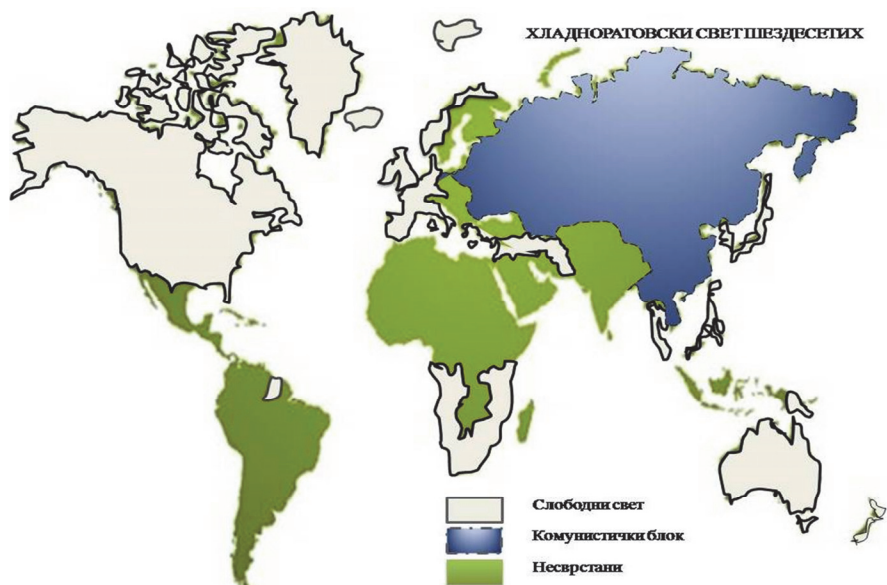 ХЛАДНОРАТОВСКИ СВЕТ ШЕЗДЕСЕТИХ
Слободни свет
Комунистички блок
Несврстани